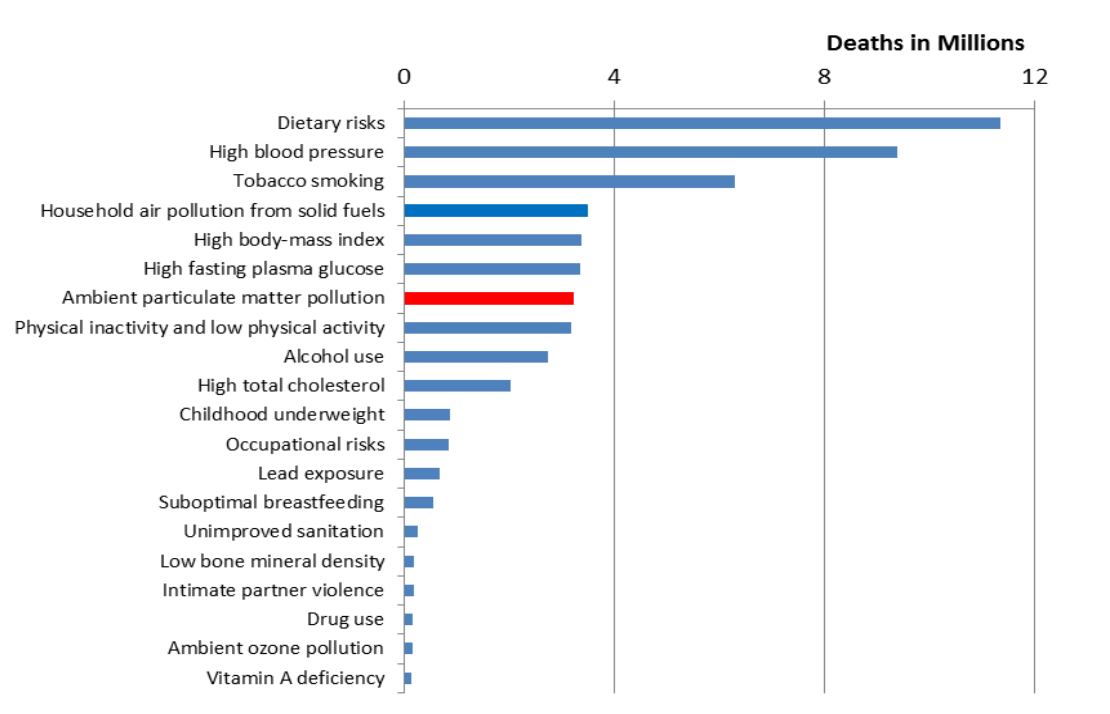 Deaths in Millions
0 4 8 12
Dietary risks
High blood pressure
Tobacco smoking
Household air pollution from solid fuels
High body-mass index
High fasting plasma glucose
Ambient particulate matter pollution
Physical inactivity and low physical activity
Alcohol use
High total cholesterol
Childhood underweight
Occupational risks
Lead exposure
Suboptimal breastfeeding
Unimproved sanitation
Low bone mineral density
Intimate partner violence
Drug use
Ambient ozone pollution
Vitamin A deficiency